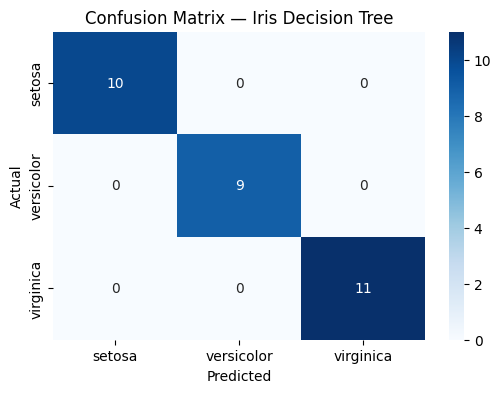 Confusion Matrix — Iris Decision Tree
Actual
setosa
10 0 0
versicolor
0 9 0
virginica
0 0 11
setosa versicolor virginica
Predicted
10
8
6
4
2
0